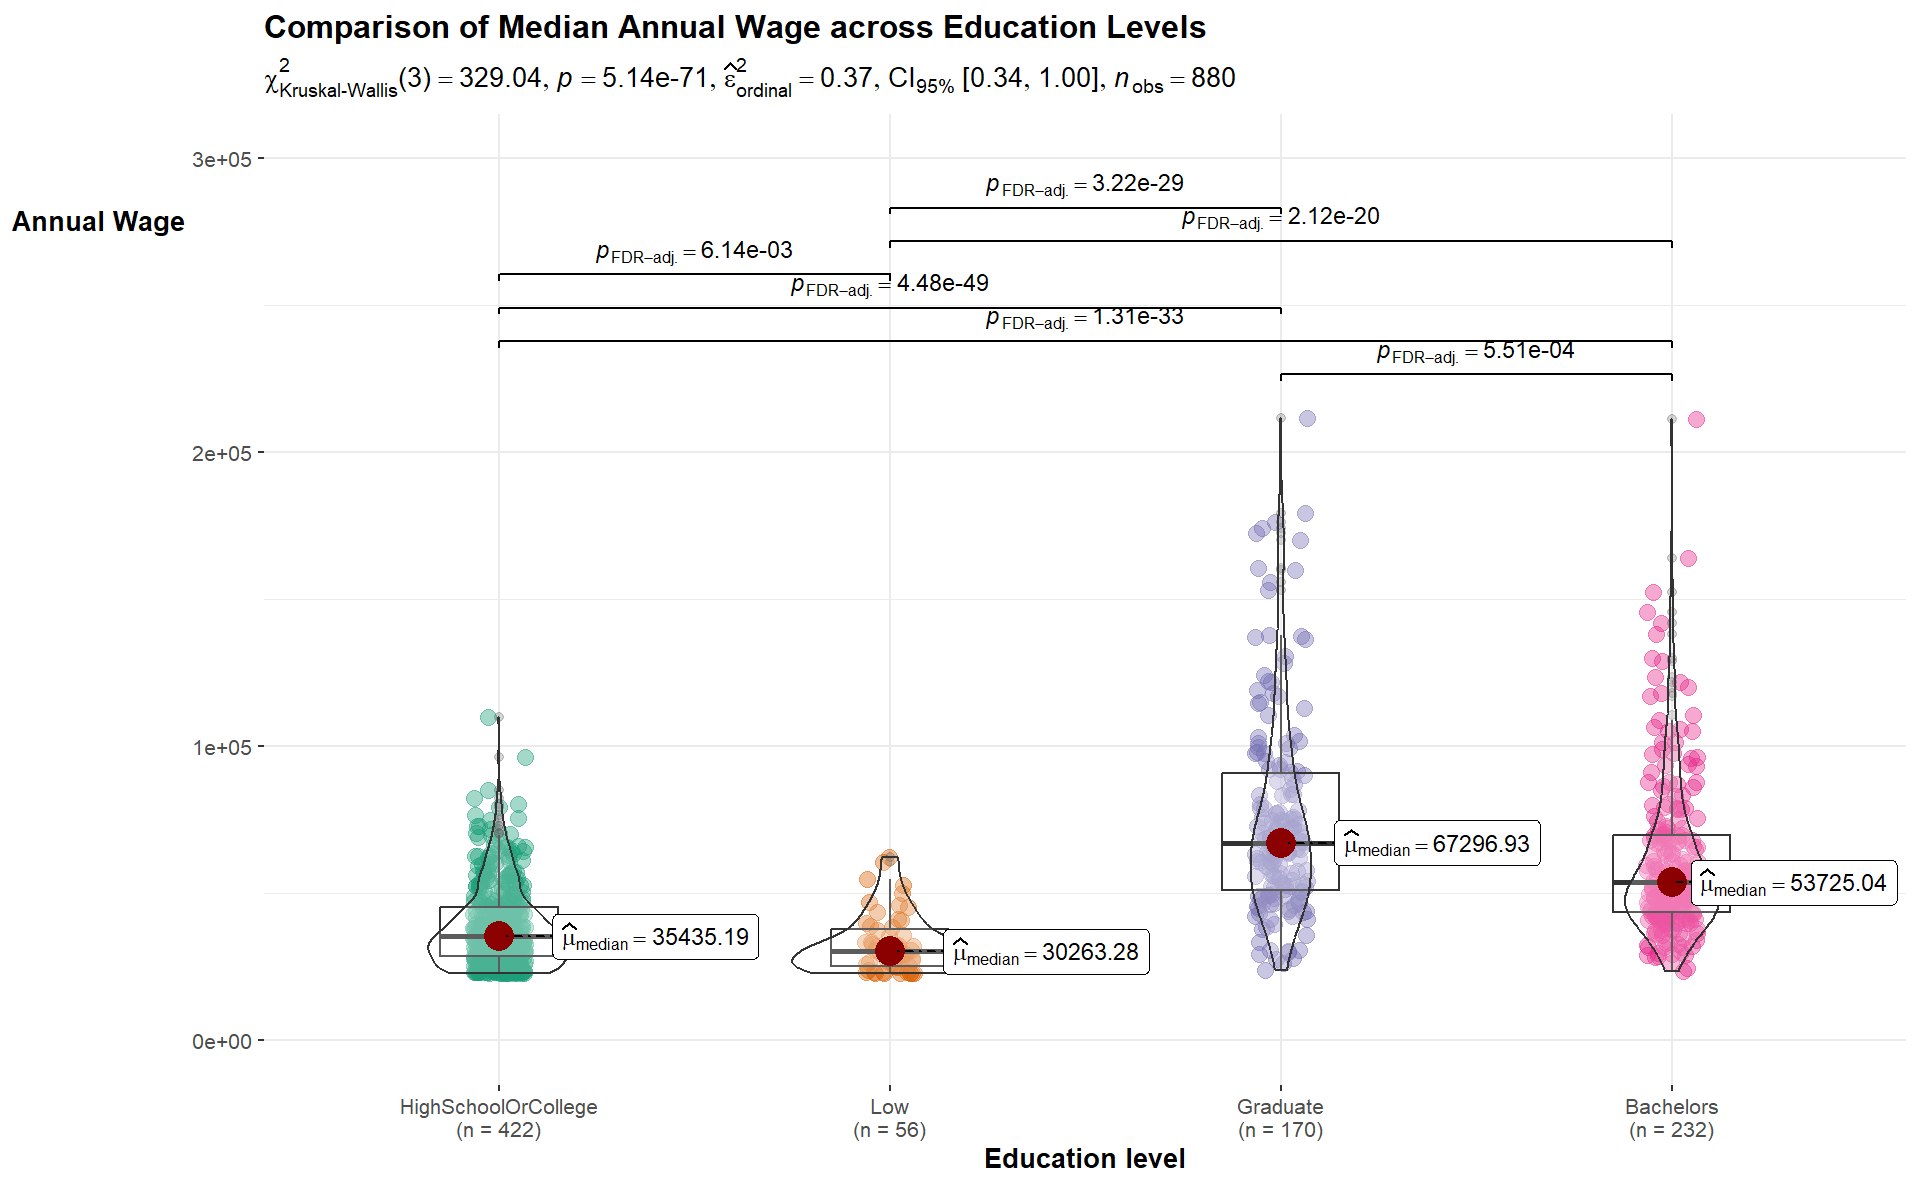 Comparison of Median Annual Wage across Education Levels
χ²Kruskal-Wallis(3) = 329.04, p = 5.14e-71, ε̂²ordinal = 0.37, CI95% [0.34, 1.00], nobs = 880
3e+05
Annual Wage
2e+05
1e+05
0e+00
pFDR–adj. = 3.22e-29
pFDR–adj. = 2.12e-20
pFDR–adj. = 6.14e-03
pFDR–adj. = 4.48e-49
pFDR–adj. = 1.31e-33
pFDR–adj. = 5.51e-04
μ̂median = 35435.19
μ̂median = 30263.28
μ̂median = 67296.93
μ̂median = 53725.04
HighSchoolOrCollege
(n = 422)
Low
(n = 56)
Graduate
(n = 170)
Bachelors
(n = 232)
Education level